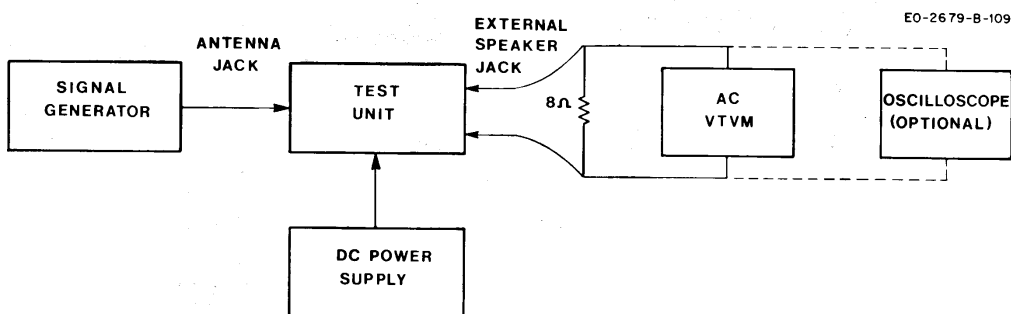 EO-2679-B-109
ANTENNA
JACK
EXTERNAL
SPEAKER
JACK
SIGNAL
GENERATOR
TEST
UNIT
8Ω
AC
VTVM
OSCILLOSCOPE
(OPTIONAL)
DC POWER
SUPPLY